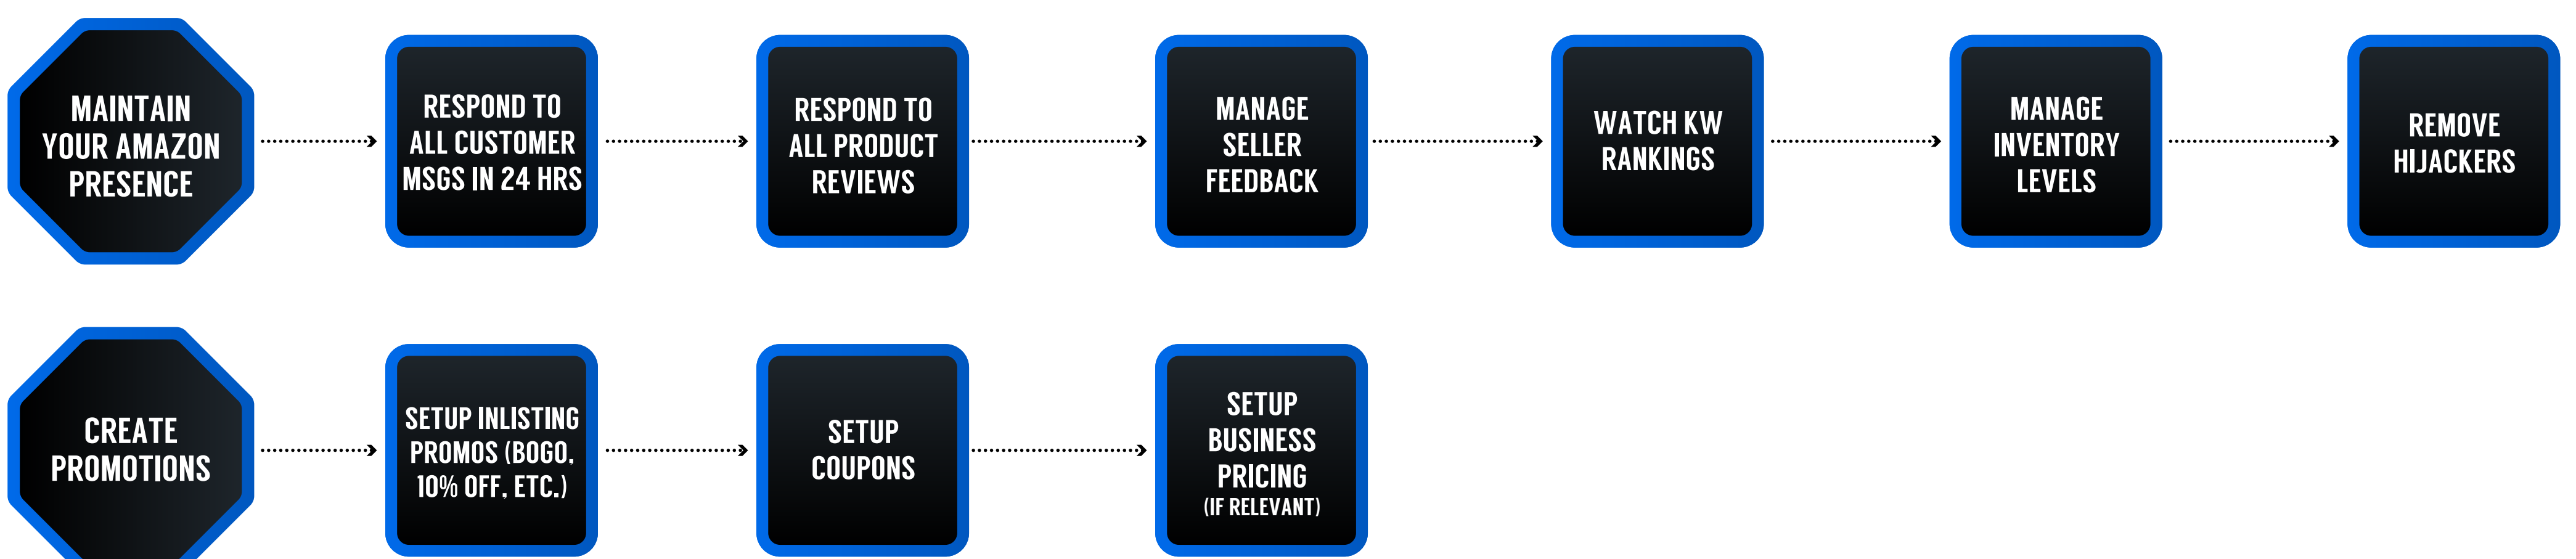 MAINTAIN
YOUR AMAZON
PRESENCE
RESPOND TO
ALL CUSTOMER
MSGS IN 24 HRS
RESPOND TO
ALL PRODUCT
REVIEWS
MANAGE
SELLER
FEEDBACK
WATCH KW
RANKINGS
MANAGE
INVENTORY
LEVELS
REMOVE
HIJACKERS
CREATE
PROMOTIONS
SETUP INLISTING
PROMOS (BOGO,
10% OFF, ETC.)
SETUP
COUPONS
SETUP
BUSINESS
PRICING
(IF RELEVANT)